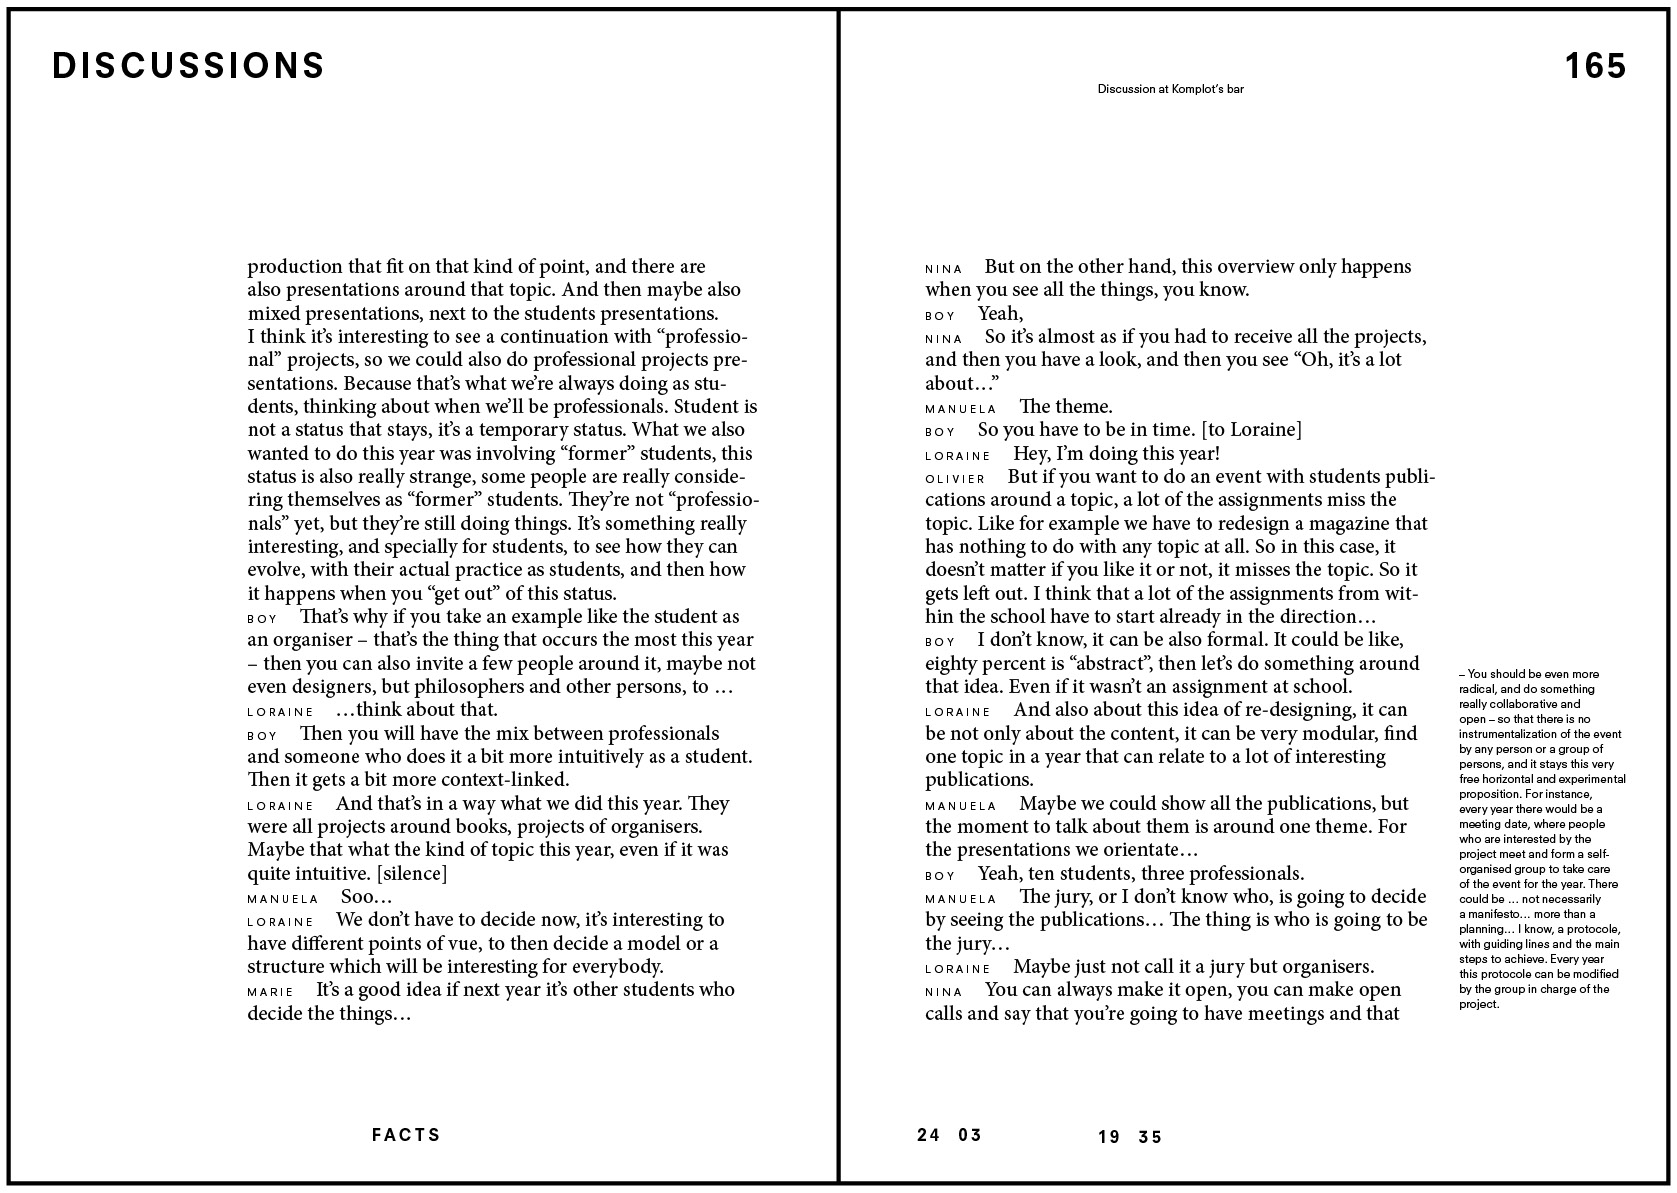 DISCUSSIONS
production that fit on that kind of point, and there are
also presentations around that topic. And then maybe also
mixed presentations, next to the students presentations.
I think it’s interesting to see a continuation with “professio-
nal” projects, so we could also do professional projects pre-
sentations. Because that’s what we’re always doing as stu-
dents, thinking about when we’ll be professionals. Student is
not a status that stays, it’s a temporary status. What we also
wanted to do this year was involving “former” students, this
status is also really strange, some people are really conside-
ring themselves as “former” students. They’re not “professio-
nals” yet, but they’re still doing things. It’s something really
interesting, and specially for students, to see how they can
evolve, with their actual practice as students, and then how
it happens when you “get out” of this status.
BOY That’s why if you take an example like the student as
an organiser – that’s the thing that occurs the most this year
– then you can also invite a few people around it, maybe not
even designers, but philosophers and other persons, to …
LORAINE …think about that.
BOY Then you will have the mix between professionals
and someone who does it a bit more intuitively as a student.
Then it gets a bit more context-linked.
LORAINE And that’s in a way what we did this year. They
were all projects around books, projects of organisers.
Maybe that what the kind of topic this year, even if it was
quite intuitive. [silence]
MANUELA Soo…
LORAINE We don’t have to decide now, it’s interesting to
have different points of vue, to then decide a model or a
structure which will be interesting for everybody.
MARIE It’s a good idea if next year it’s other students who
decide the things…
FACTS
165
Discussion at Komplot’s bar
NINA But on the other hand, this overview only happens
when you see all the things, you know.
BOY Yeah,
NINA So it’s almost as if you had to receive all the projects,
and then you have a look, and then you see “Oh, it’s a lot
about…”
MANUELA The theme.
BOY So you have to be in time. [to Loraine]
LORAINE Hey, I’m doing this year!
OLIVIER But if you want to do an event with students publi-
cations around a topic, a lot of the assignments miss the
topic. Like for example we have to redesign a magazine that
has nothing to do with any topic at all. So in this case, it
doesn’t matter if you like it or not, it misses the topic. So it
gets left out. I think that a lot of the assignments from wit-
hin the school have to start already in the direction…
BOY I don’t know, it can be also formal. It could be like,
eighty percent is “abstract”, then let’s do something around
that idea. Even if it wasn’t an assignment at school.
LORAINE And also about this idea of re-designing, it can
be not only about the content, it can be very modular, find
one topic in a year that can relate to a lot of interesting
publications.
MANUELA Maybe we could show all the publications, but
the moment to talk about them is around one theme. For
the presentations we orientate…
BOY Yeah, ten students, three professionals.
MANUELA The jury, or I don’t know who, is going to decide
by seeing the publications… The thing is who is going to be
the jury…
LORAINE Maybe just not call it a jury but organisers.
NINA You can always make it open, you can make open
calls and say that you’re going to have meetings and that
– You should be even more
radical, and do something
really collaborative and
open – so that there is no
instrumentalization of the event
by any person or a group of
persons, and it stays this very
free horizontal and experimental
proposition. For instance,
every year there would be a
meeting date, where people
who are interested by the
project meet and form a self-
organised group to take care
of the event for the year. There
could be … not necessarily
a manifesto… more than a
planning… I know, a protocole,
with guiding lines and the main
steps to achieve. Every year
this protocole can be modified
by the group in charge of the
project.
24 03
19 35